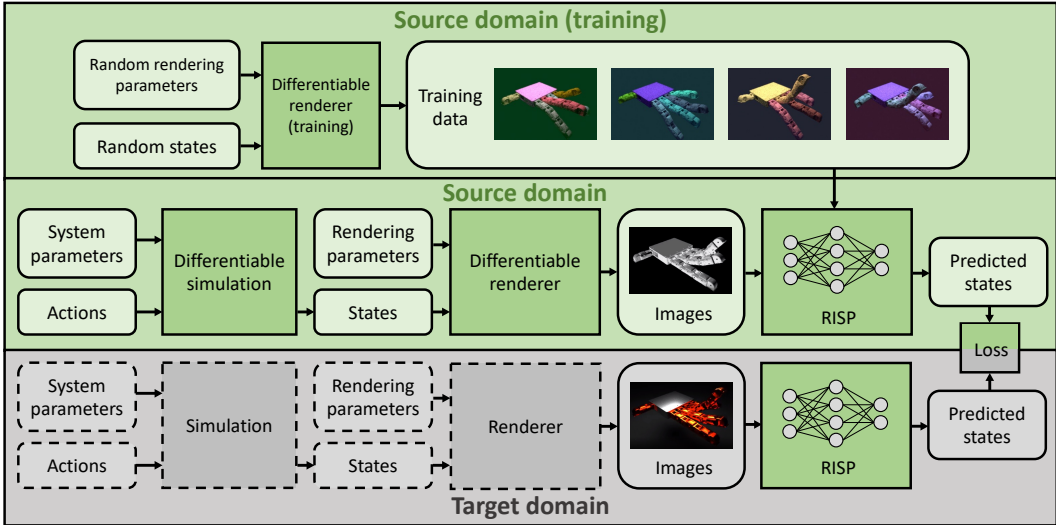 Source domain (training)
Random rendering
parameters
Random states
Differentiable
renderer
(training)
Training
data
Source domain
System
parameters
Actions
Differentiable
simulation
Rendering
parameters
States
Differentiable
renderer
Images
RISP
Predicted
states
Loss
System
parameters
Actions
Simulation
Rendering
parameters
States
Renderer
Images
RISP
Predicted
states
Target domain